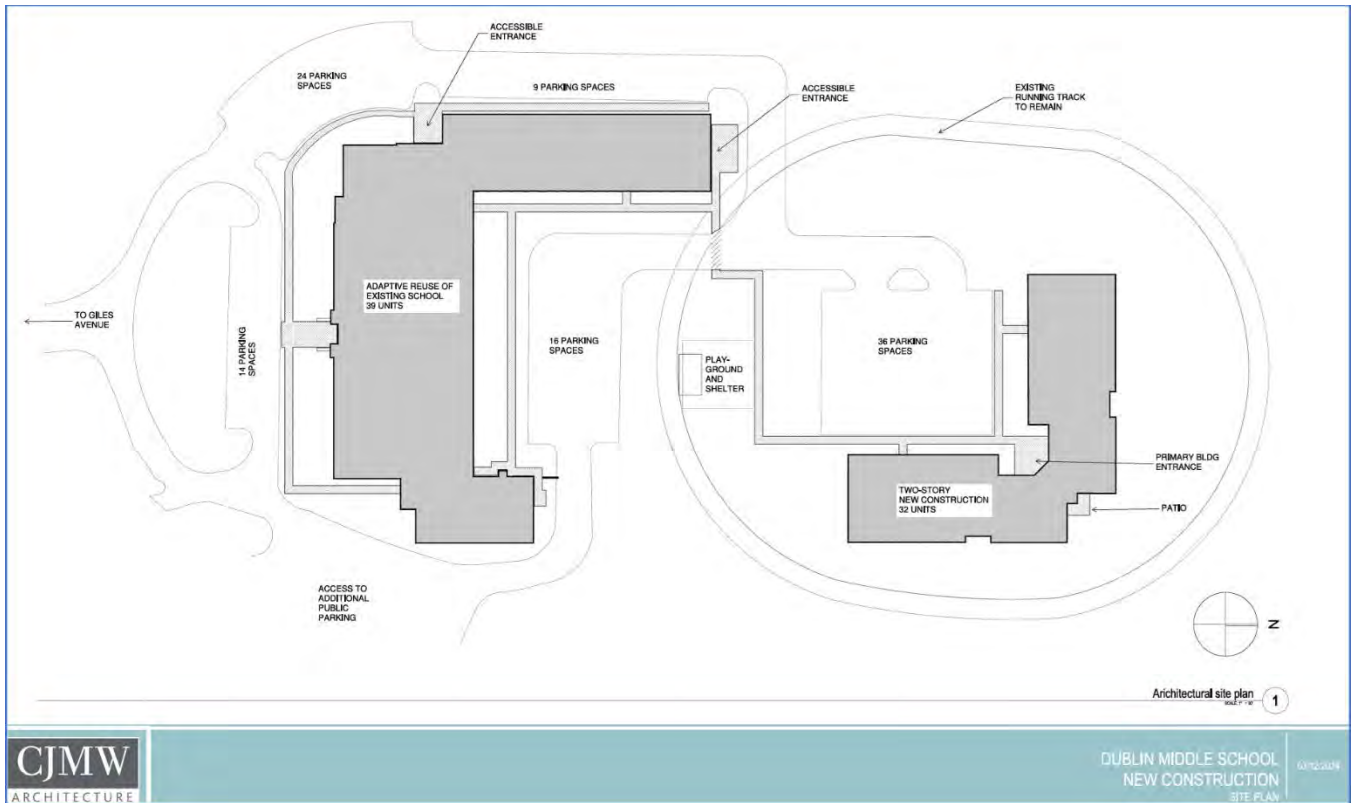 ACCESSIBLE
ENTRANCE
24 PARKING
SPACES
9 PARKING SPACES
ACCESSIBLE
ENTRANCE
EXISTING
RUNNING TRACK
TO REMAIN
ADAPTIVE REUSE OF
EXISTING SCHOOL
39 UNITS
TO GILES
AVENUE
14 PARKING
SPACES
16 PARKING
SPACES
PLAY-
GROUND
AND
SHELTER
36 PARKING
SPACES
PRIMARY BLDG
ENTRANCE
TWO-STORY
NEW CONSTRUCTION
32 UNITS
PATIO
ACCESS TO
ADDITIONAL
PUBLIC
PARKING
N
Arichitectural site plan
1
CJMW
ARCHITECTURE
DUBLIN MIDDLE SCHOOL
NEW CONSTRUCTION
SITE PLAN